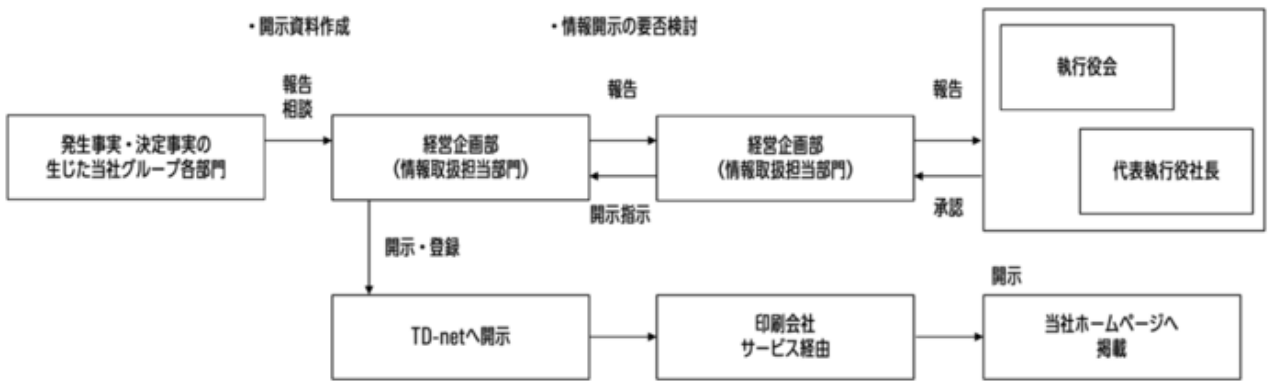 ・開示資料作成
・情報開示の要否検討
報告
相談
報告
報告
執行役会
代表執行役社長
発生事実・決定事実の
生じた当社グループ各部門
経営企画部
(情報取扱担当部門)
経営企画部
(情報取扱担当部門)
開示指示
承認
開示・登録
開示
TD-netへ開示
印刷会社
サービス経由
当社ホームページへ
掲載